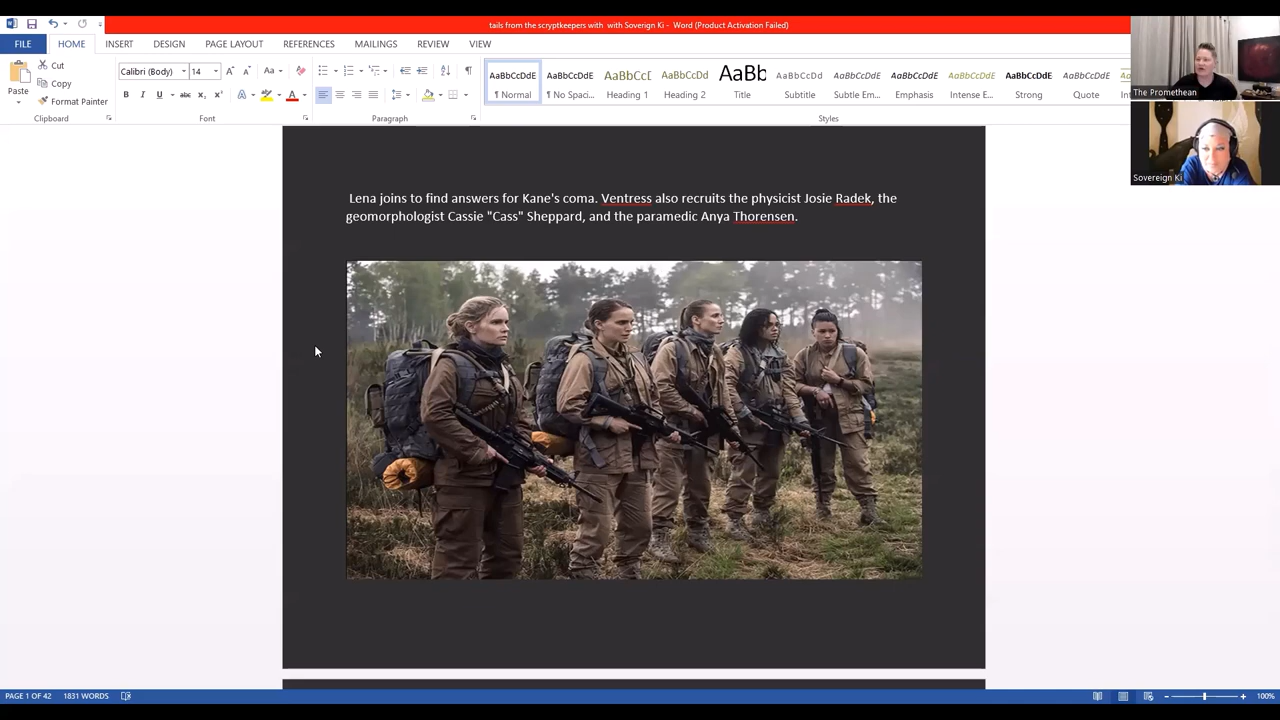 tails from the scryptkeepers with  with Soverign Ki -  Word (Product Activation Failed)
FILE HOME INSERT DESIGN PAGE LAYOUT REFERENCES MAILINGS REVIEW VIEW
Paste
Cut
Copy
Format Painter
Clipboard
Calibri (Body) 14
Font
Paragraph
AaBbCcDdE AaBbCcDdE AaBbCc AaBbCcDd AaBb AaBbCcDd AaBbCcDdE AaBbCcDdE AaBbCcDdE AaBbCcDdE AaBbCcDdE
¶ Normal ¶ No Spaci... Heading 1 Heading 2 Title Subtitle Subtle Em... Emphasis Intense E... Strong Quote
Styles
The Promethean
Sovereign Ki
Lena joins to find answers for Kane's coma. Ventress also recruits the physicist Josie Radek, the
geomorphologist Cassie "Cass" Sheppard, and the paramedic Anya Thorensen.
PAGE 1 OF 42 1831 WORDS
100%